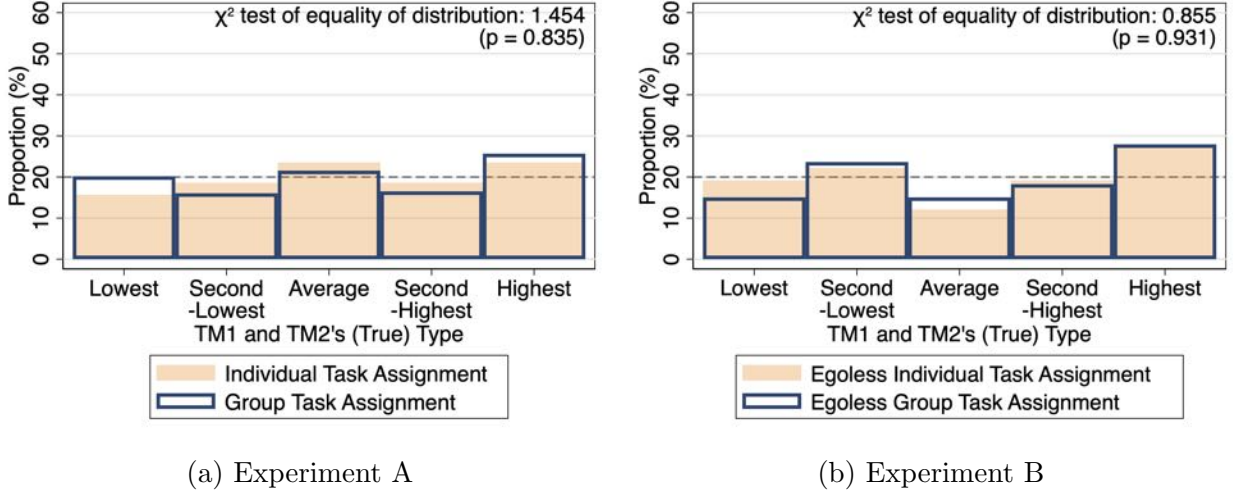 χ² test of equality of distribution: 1.454
(p = 0.835)
Proportion (%)
60
50
40
30
20
10
0
Lowest
Second
-Lowest
Average
Second
-Highest
Highest
TM1 and TM2's (True) Type
Individual Task Assignment
Group Task Assignment
(a) Experiment A
χ² test of equality of distribution: 0.855
(p = 0.931)
Proportion (%)
60
50
40
30
20
10
0
Lowest
Second
-Lowest
Average
Second
-Highest
Highest
TM1 and TM2's (True) Type
Egoless Individual Task Assignment
Egoless Group Task Assignment
(b) Experiment B